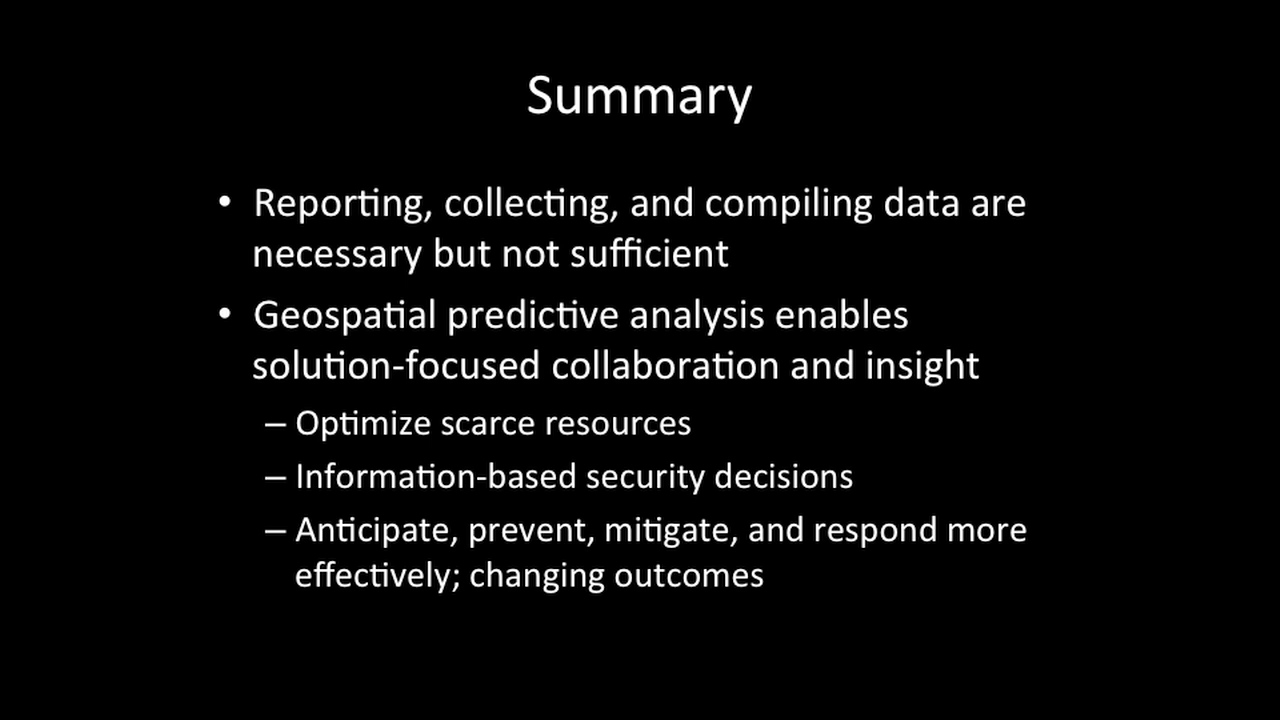 Summary
• Reporting, collecting, and compiling data are
necessary but not sufficient
• Geospatial predictive analysis enables
solution-focused collaboration and insight
– Optimize scarce resources
– Information-based security decisions
– Anticipate, prevent, mitigate, and respond more
effectively; changing outcomes